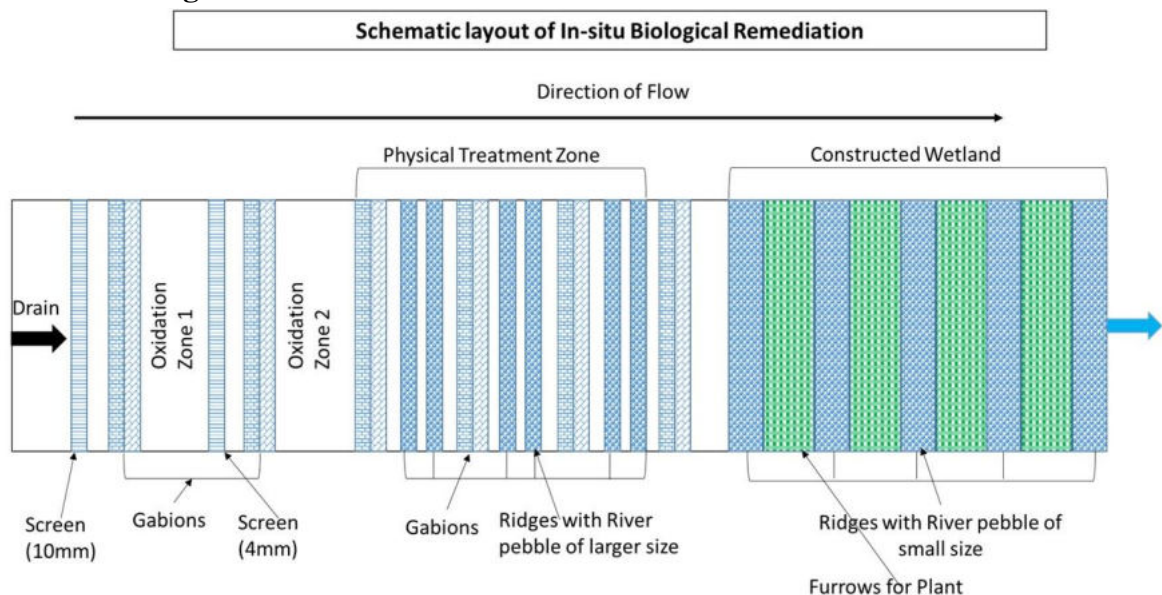 Schematic layout of In-situ Biological Remediation
Direction of Flow
Physical Treatment Zone
Constructed Wetland
Drain
Oxidation
Zone 1
Oxidation
Zone 2
Screen
(10mm)
Gabions
Screen
(4mm)
Gabions
Ridges with River
pebble of larger size
Ridges with River pebble of
small size
Furrows for Plant